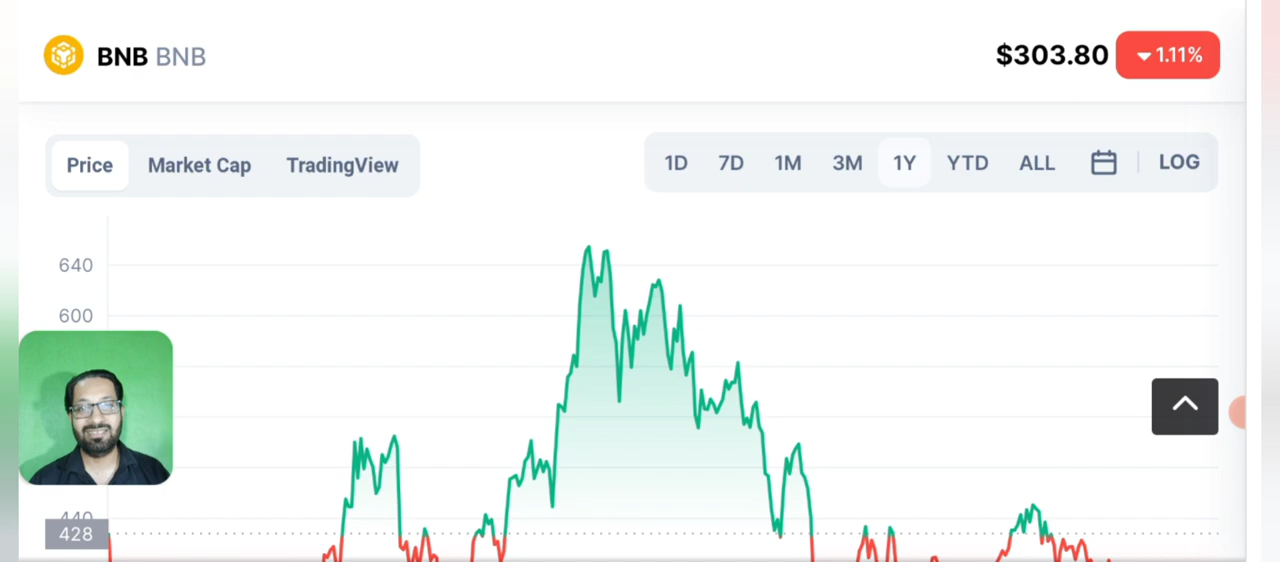 BNB BNB $303.80 1.11%
Price Market Cap TradingView 1D 7D 1M 3M 1Y YTD ALL LOG
640
600
440
428